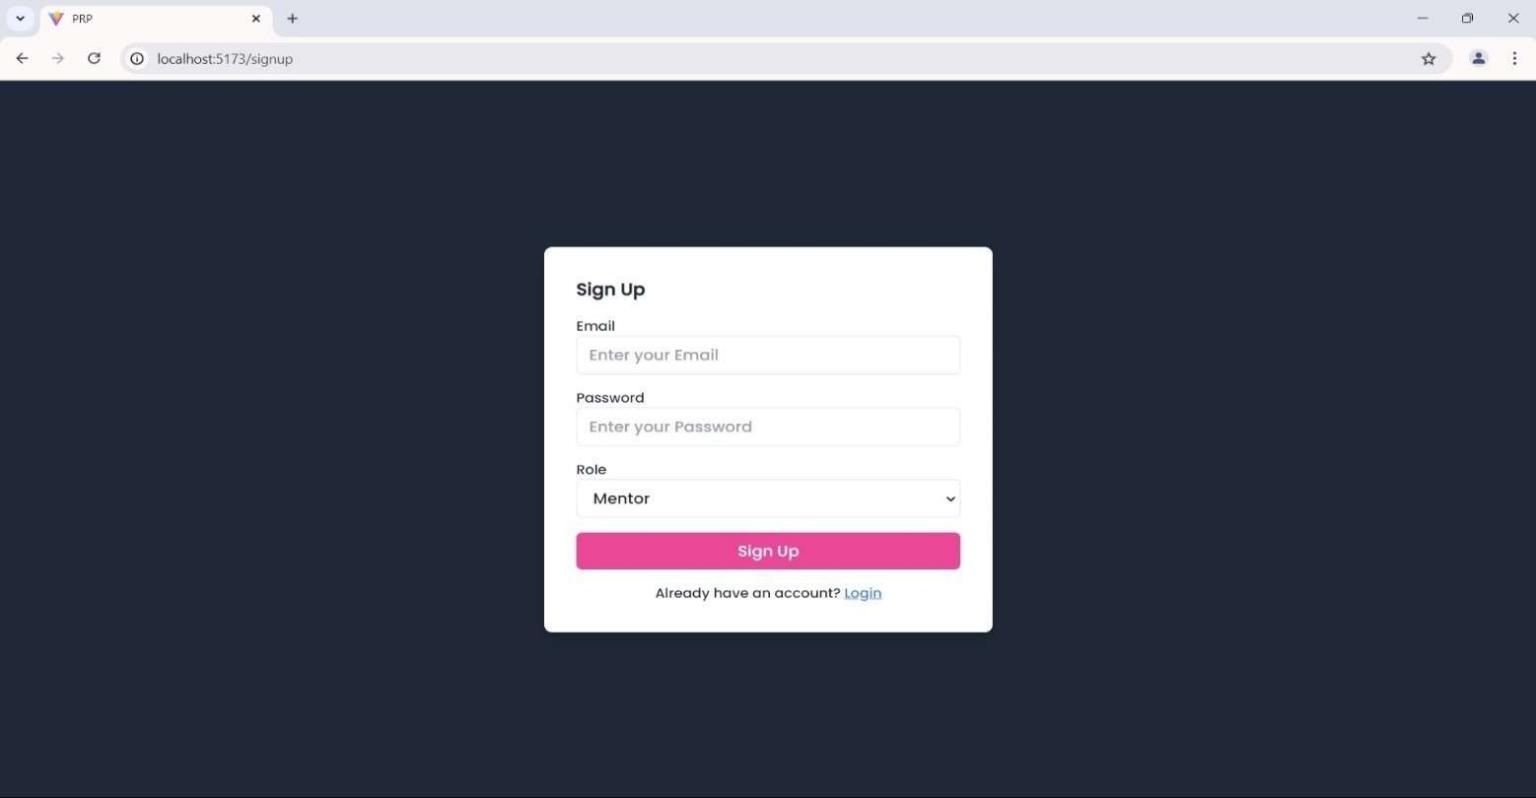 PRP
localhost:5173/signup
Sign Up
Email
Enter your Email
Password
Enter your Password
Role
Mentor
Sign Up
Already have an account? Login